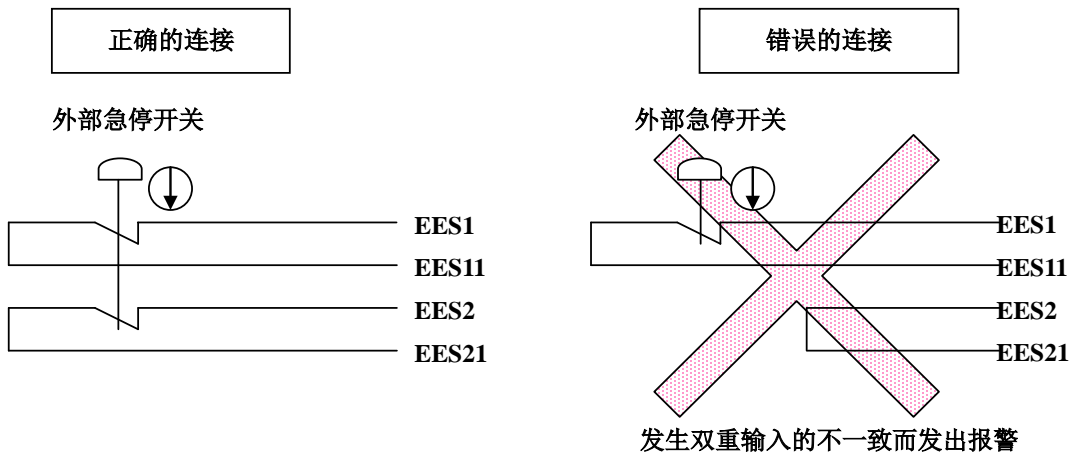 正确的连接
外部急停开关
EES1
EES11
EES2
EES21
错误的连接
外部急停开关
EES1
EES11
EES2
EES21
发生双重输入的不一致而发出报警